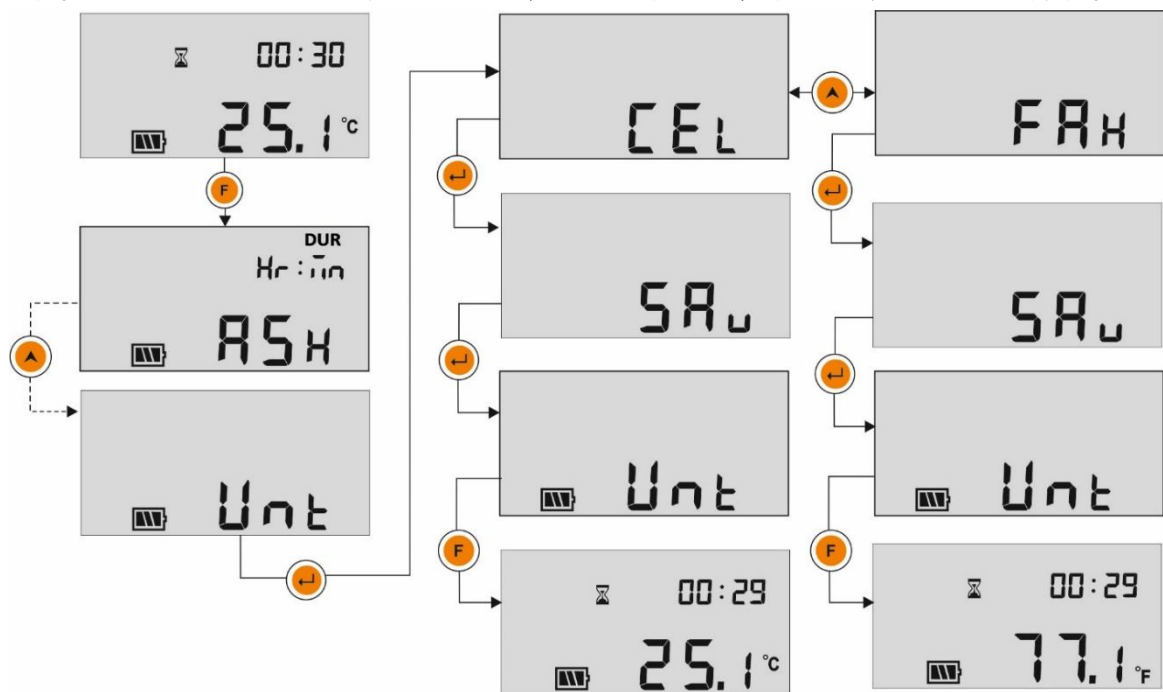 00:30
25.1°C
F
DUR
Hr:min
ASH
Unt
CEL
SAv
Unt
F
00:29
25.1°C
FAH
SAv
Unt
F
00:29
77.1°F